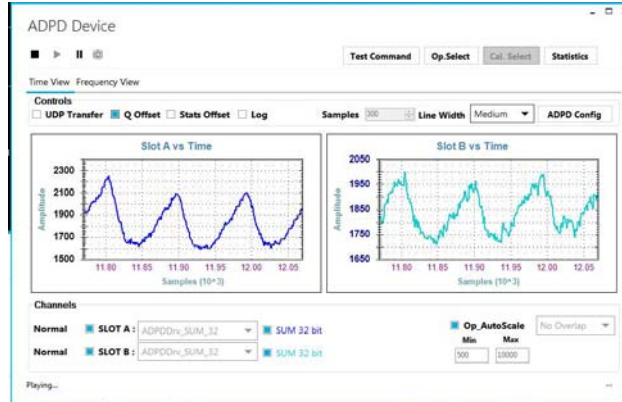 ADPD Device
Test Command Op.Select Cal. Select Statistics
Time View Frequency View
Controls
UDP Transfer Q Offset Stats Offset Log Samples 300 Line Width Medium ADPD Config
Slot A vs Time
Amplitude
2300
2100
1900
1700
1500
11.80 11.85 11.90 11.95 12.00 12.05
Samples (10^3)
Slot B vs Time
Amplitude
2050
1950
1850
1750
1650
11.80 11.85 11.90 11.95 12.00 12.05
Samples (10^3)
Channels
Normal SLOT A : ADPDDrv_SUM_32 SUM 32 bit Op_AutoScale No Overlap
Min Max
Normal SLOT B : ADPDDrv_SUM_32 SUM 32 bit 500 10000
Playing...